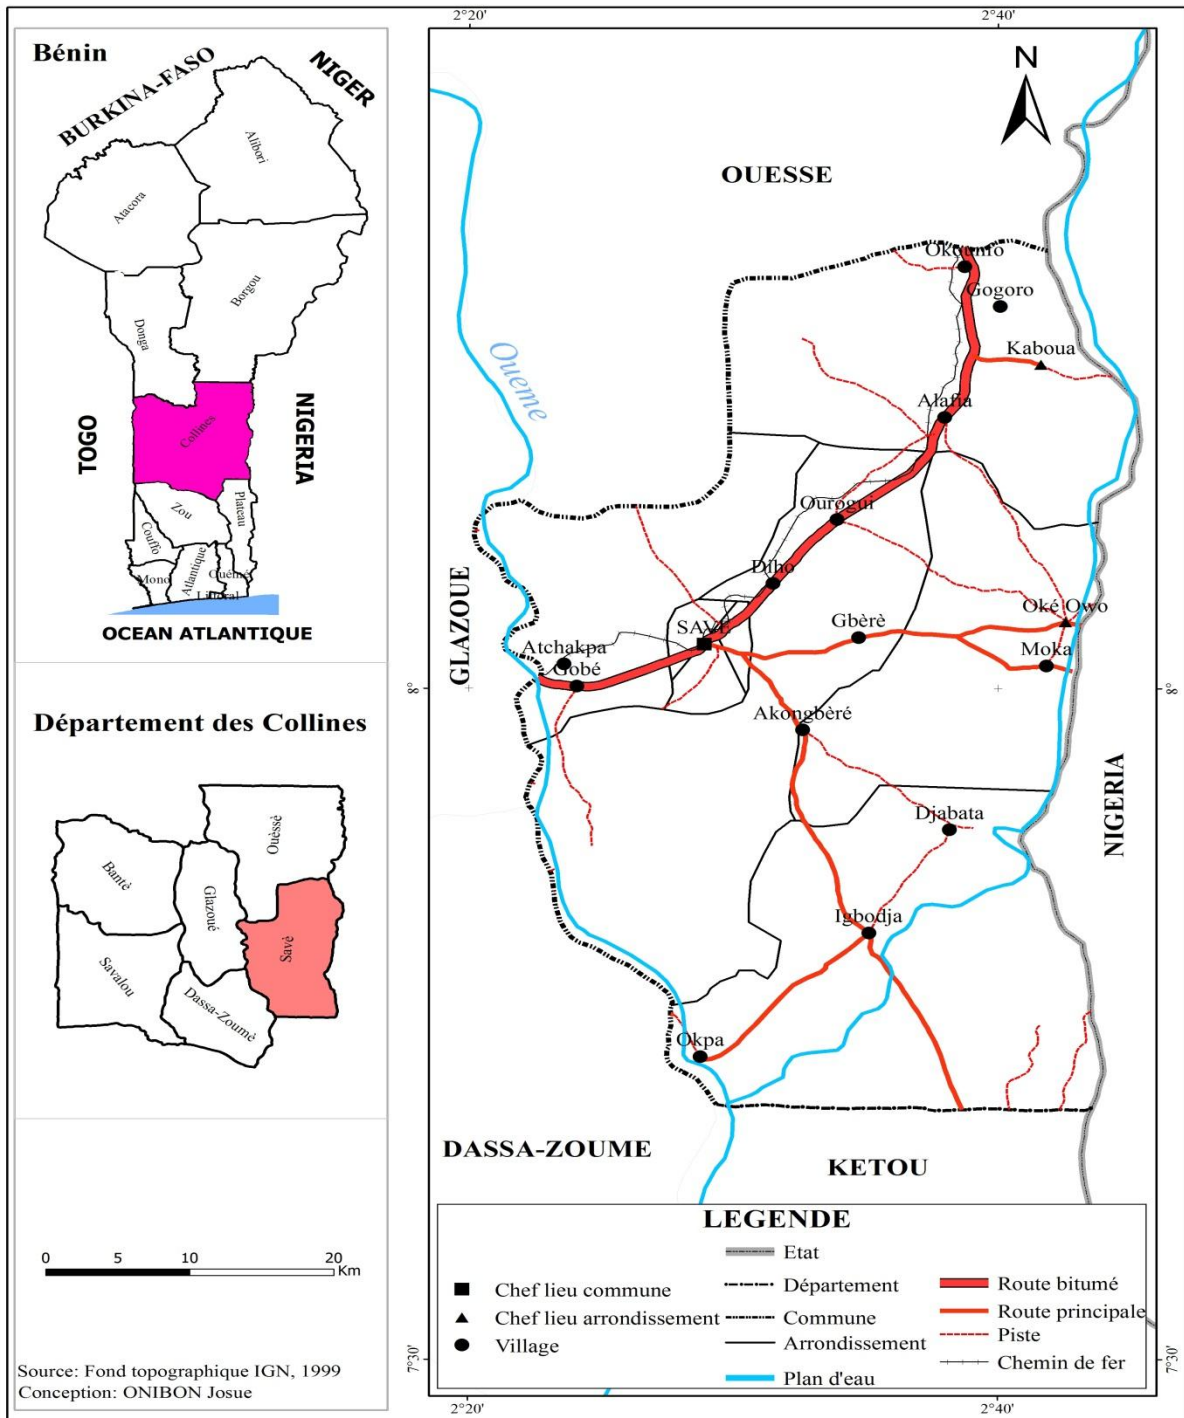 Bénin
BURKINA-FASO
NIGER
Alibori
Atacora
Borgou
Donga
Collines
TOGO
NIGERIA
Zou
Plateau
Couffo
Atlantique
Ouémé
Mono
Littoral
OCEAN ATLANTIQUE
Département des Collines
Ouèssè
Bantè
Glazoué
Savè
Savalou
Dassa-Zoumè
0 5 10 20
Km
Source: Fond topographique IGN, 1999
Conception: ONIBON Josue
2°20' 2°40'
N
OUESSE
Oueme
Gogoro
Kaboua
Alafia
Ourogui
Diho
SAVE
Gbèrè
Oké Owo
Moka
GLAZOUE
Atchakpa
Gobé
8° 8°
Akongbèré
NIGERIA
Djabata
Igbodja
Okpa
DASSA-ZOUME
KETOU
LEGENDE
Chef lieu commune
Chef lieu arrondissement
Village
Etat
Département
Commune
Arrondissement
Plan d'eau
Route bitumé
Route principale
Piste
Chemin de fer
7°30' 7°30'
2°20' 2°40'